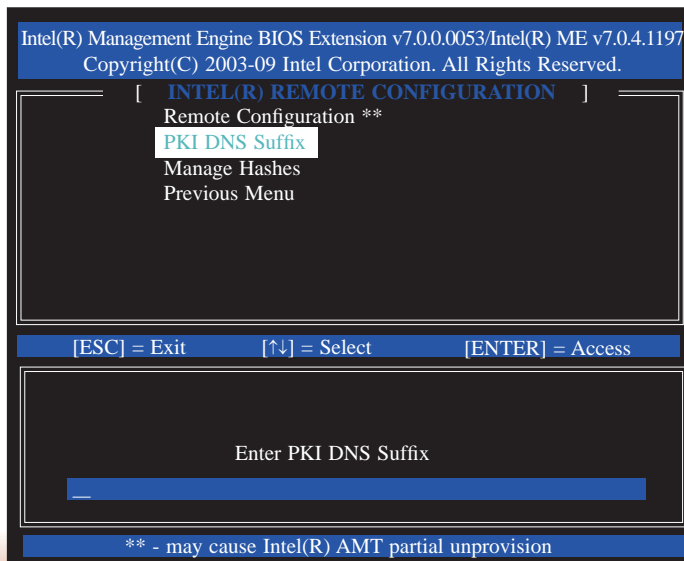 Intel(R) Management Engine BIOS Extension v7.0.0.0053/Intel(R) ME v7.0.4.1197
Copyright(C) 2003-09 Intel Corporation. All Rights Reserved.
[ INTEL(R) REMOTE CONFIGURATION ]
Remote Configuration **
PKI DNS Suffix
Manage Hashes
Previous Menu
[ESC] = Exit [↑↓] = Select [ENTER] = Access
Enter PKI DNS Suffix
** - may cause Intel(R) AMT partial unprovision